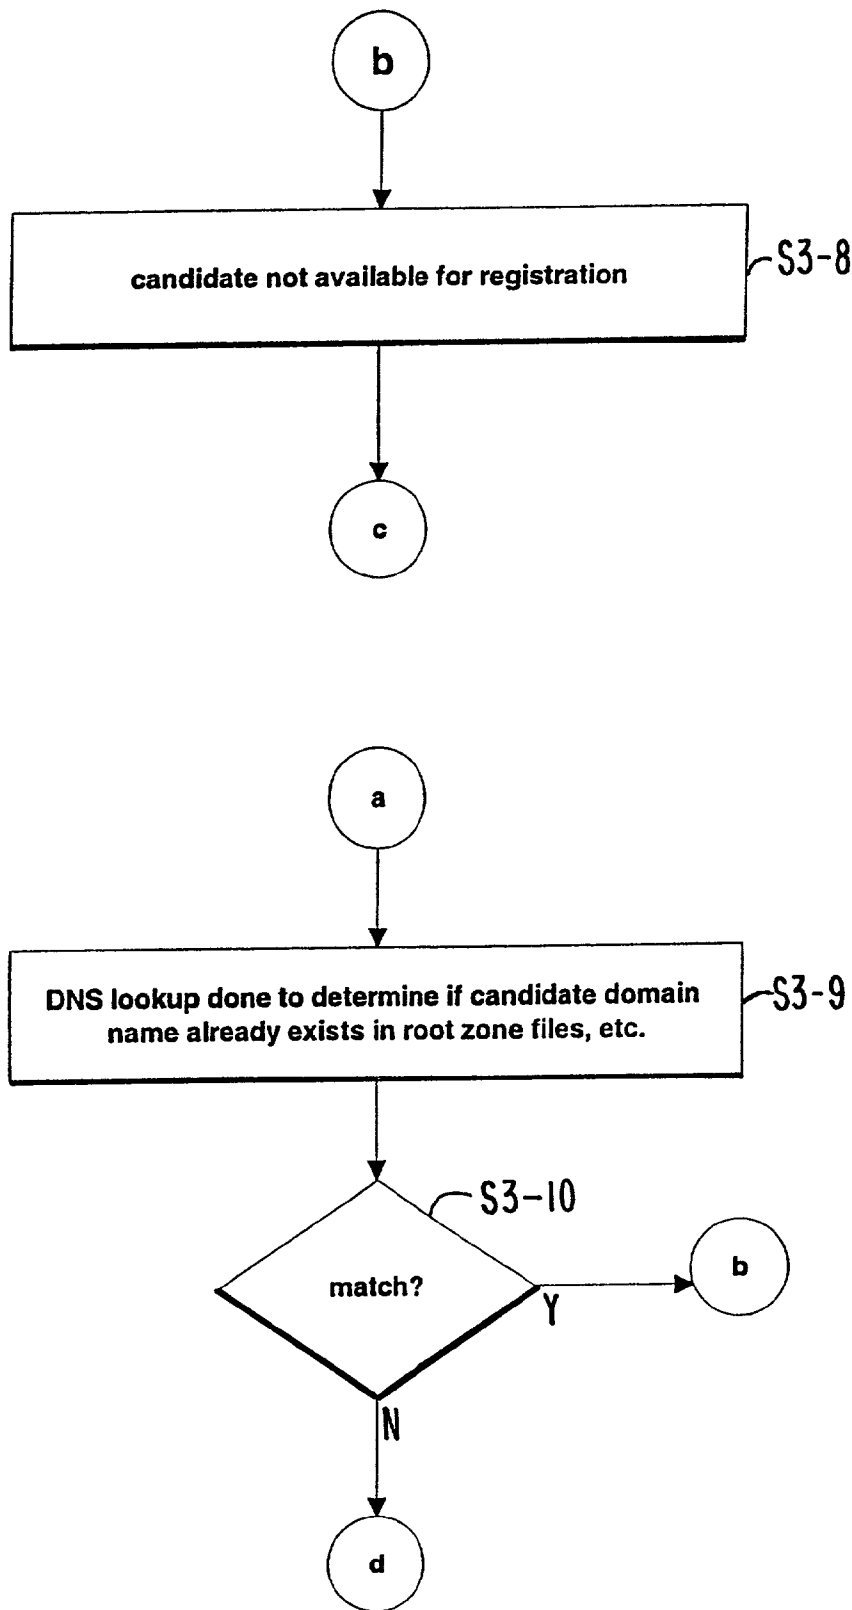 b
candidate not available for registration
S3-8
c
a
DNS lookup done to determine if candidate domain
name already exists in root zone files, etc.
S3-9
S3-10
match?
b
Y
N
d